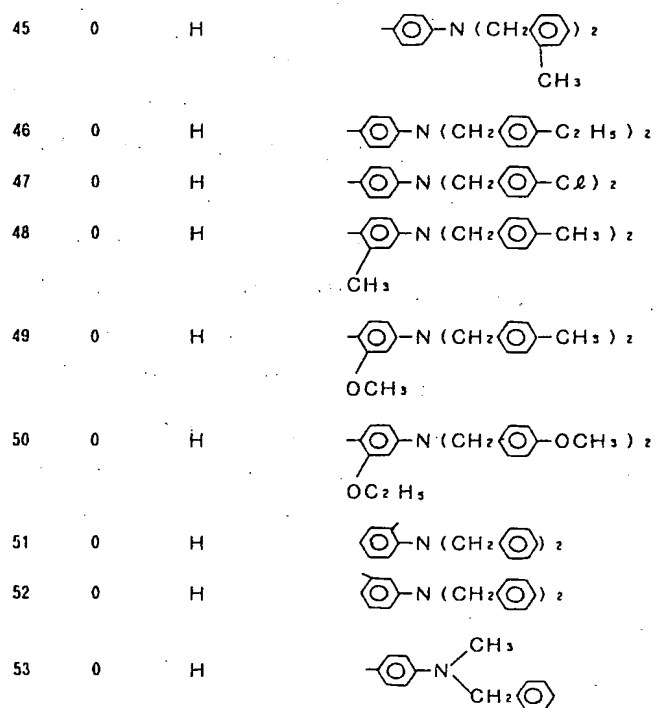 45 0 H -N (CH2 ) 2
CH3
46 0 H -N (CH2 -C2H5) 2
47 0 H -N (CH2 -Cℓ) 2
48 0 H -N (CH2 -CH3) 2
CH3
49 0 H -N (CH2 -CH3) 2
OCH3
50 0 H -N (CH2 -OCH3) 2
OC2H5
51 0 H -N (CH2 ) 2
52 0 H -N (CH2 ) 2
CH3
53 0 H -N
CH2